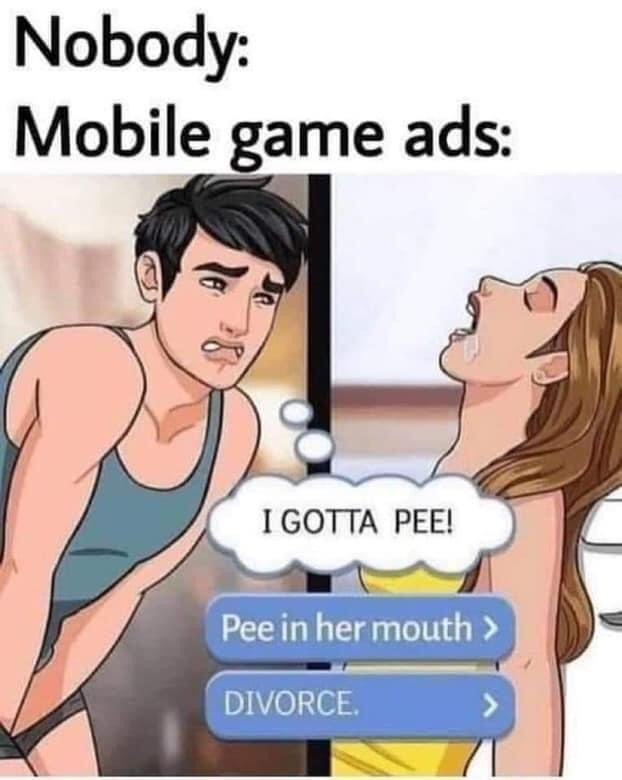 Nobody:
Mobile game ads:
I GOTTA PEE!
Pee in her mouth >
DIVORCE. >